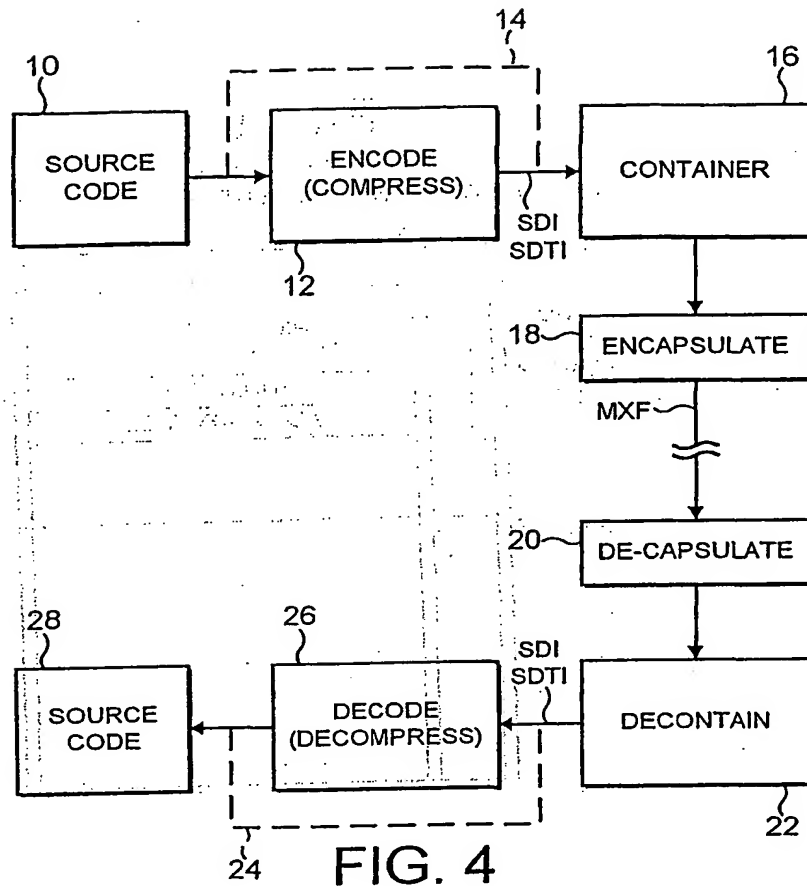 14
10
16
SOURCE
CODE
ENCODE
(COMPRESS)
CONTAINER
SDI
SDTI
12
18
ENCAPSULATE
MXF
20
DE-CAPSULATE
28
26
SDI
SDTI
SOURCE
CODE
DECODE
(DECOMPRESS)
DECONTAIN
24
22
FIG. 4